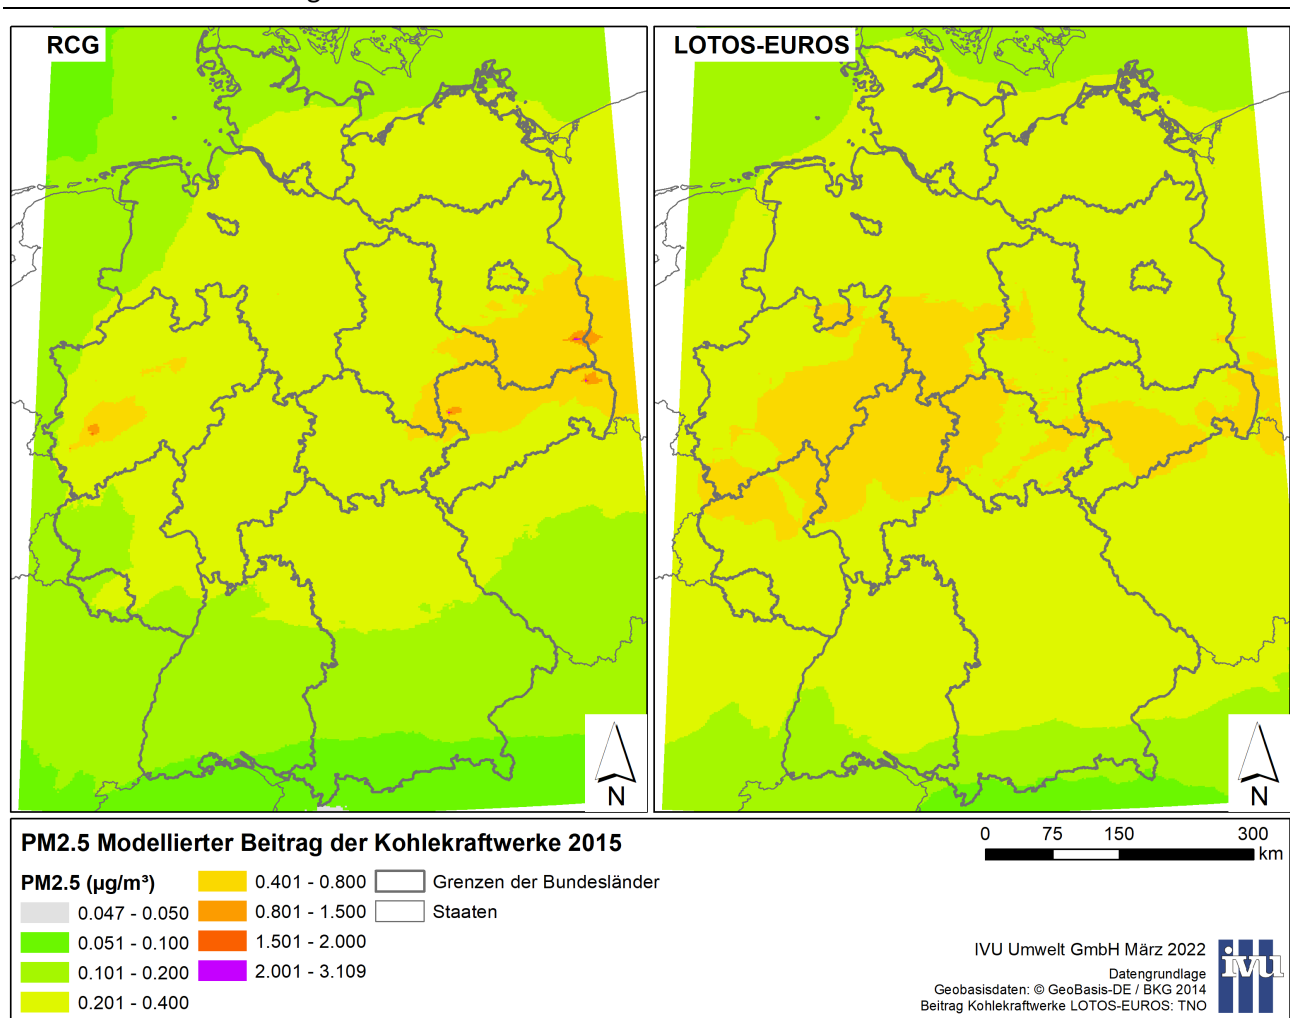 RCG
LOTOS-EUROS
N
N
PM2.5 Modellierter Beitrag der Kohlekraftwerke 2015
PM2.5 (µg/m³)
0.047 - 0.050
0.051 - 0.100
0.101 - 0.200
0.201 - 0.400
0.401 - 0.800
0.801 - 1.500
1.501 - 2.000
2.001 - 3.109
Grenzen der Bundesländer
Staaten
0 75 150 300
km
IVU Umwelt GmbH März 2022
Datengrundlage
Geobasisdaten: © GeoBasis-DE / BKG 2014
Beitrag Kohlekraftwerke LOTOS-EUROS: TNO
ivu